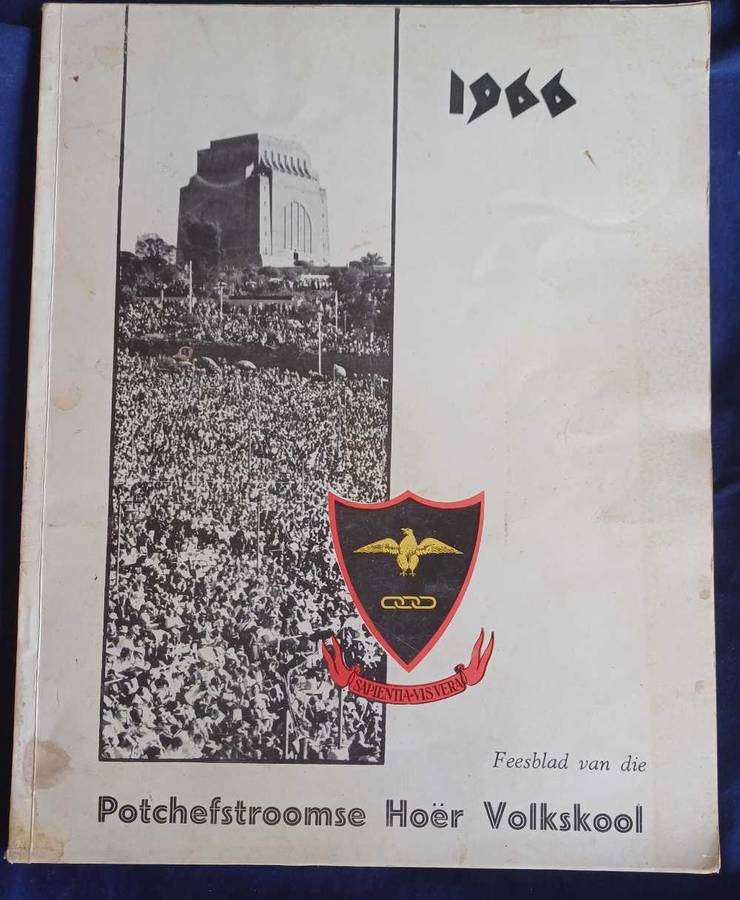 1966
SAPIENTIA-VIS VERA
Feesblad van die
Potchefstroomse Hoër Volkskool